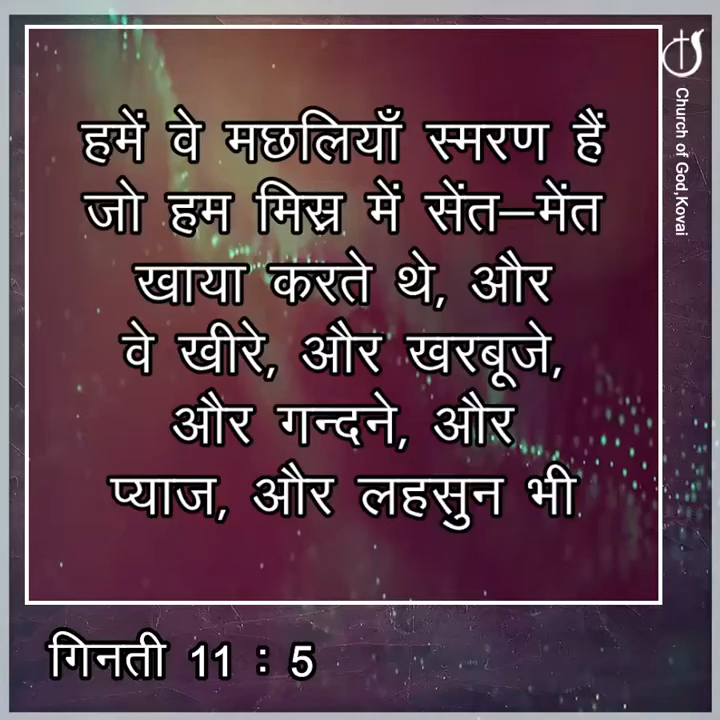 हमें वे मछलियाँ स्मरण हैं
जो हम मिस्र में सेंत–मेंत
खाया करते थे, और
वे खीरे, और खरबूजे,
और गन्दने, और
प्याज, और लहसुन भी
गिनती 11 : 5
Church of God,Kovai